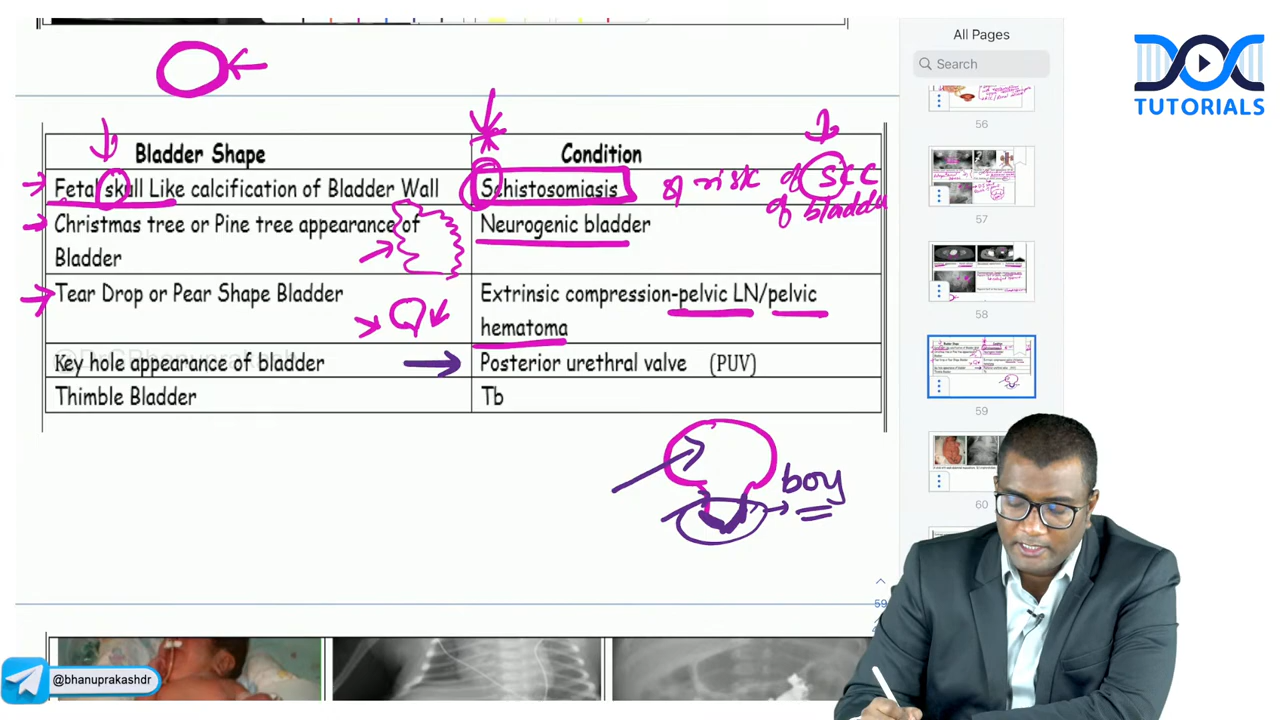 All Pages
Search
DOC
TUTORIALS
56
Bladder Shape
Condition
Fetal skull Like calcification of Bladder Wall
Schistosomiasis
risk of SCC
of bladder
57
Christmas tree or Pine tree appearance of
Bladder
Neurogenic bladder
Tear Drop or Pear Shape Bladder
Extrinsic compression-pelvic LN/pelvic
hematoma
58
Key hole appearance of bladder
Posterior urethral valve (PUV)
Thimble Bladder
Tb
59
boy
60
59
@bhanuprakashdr